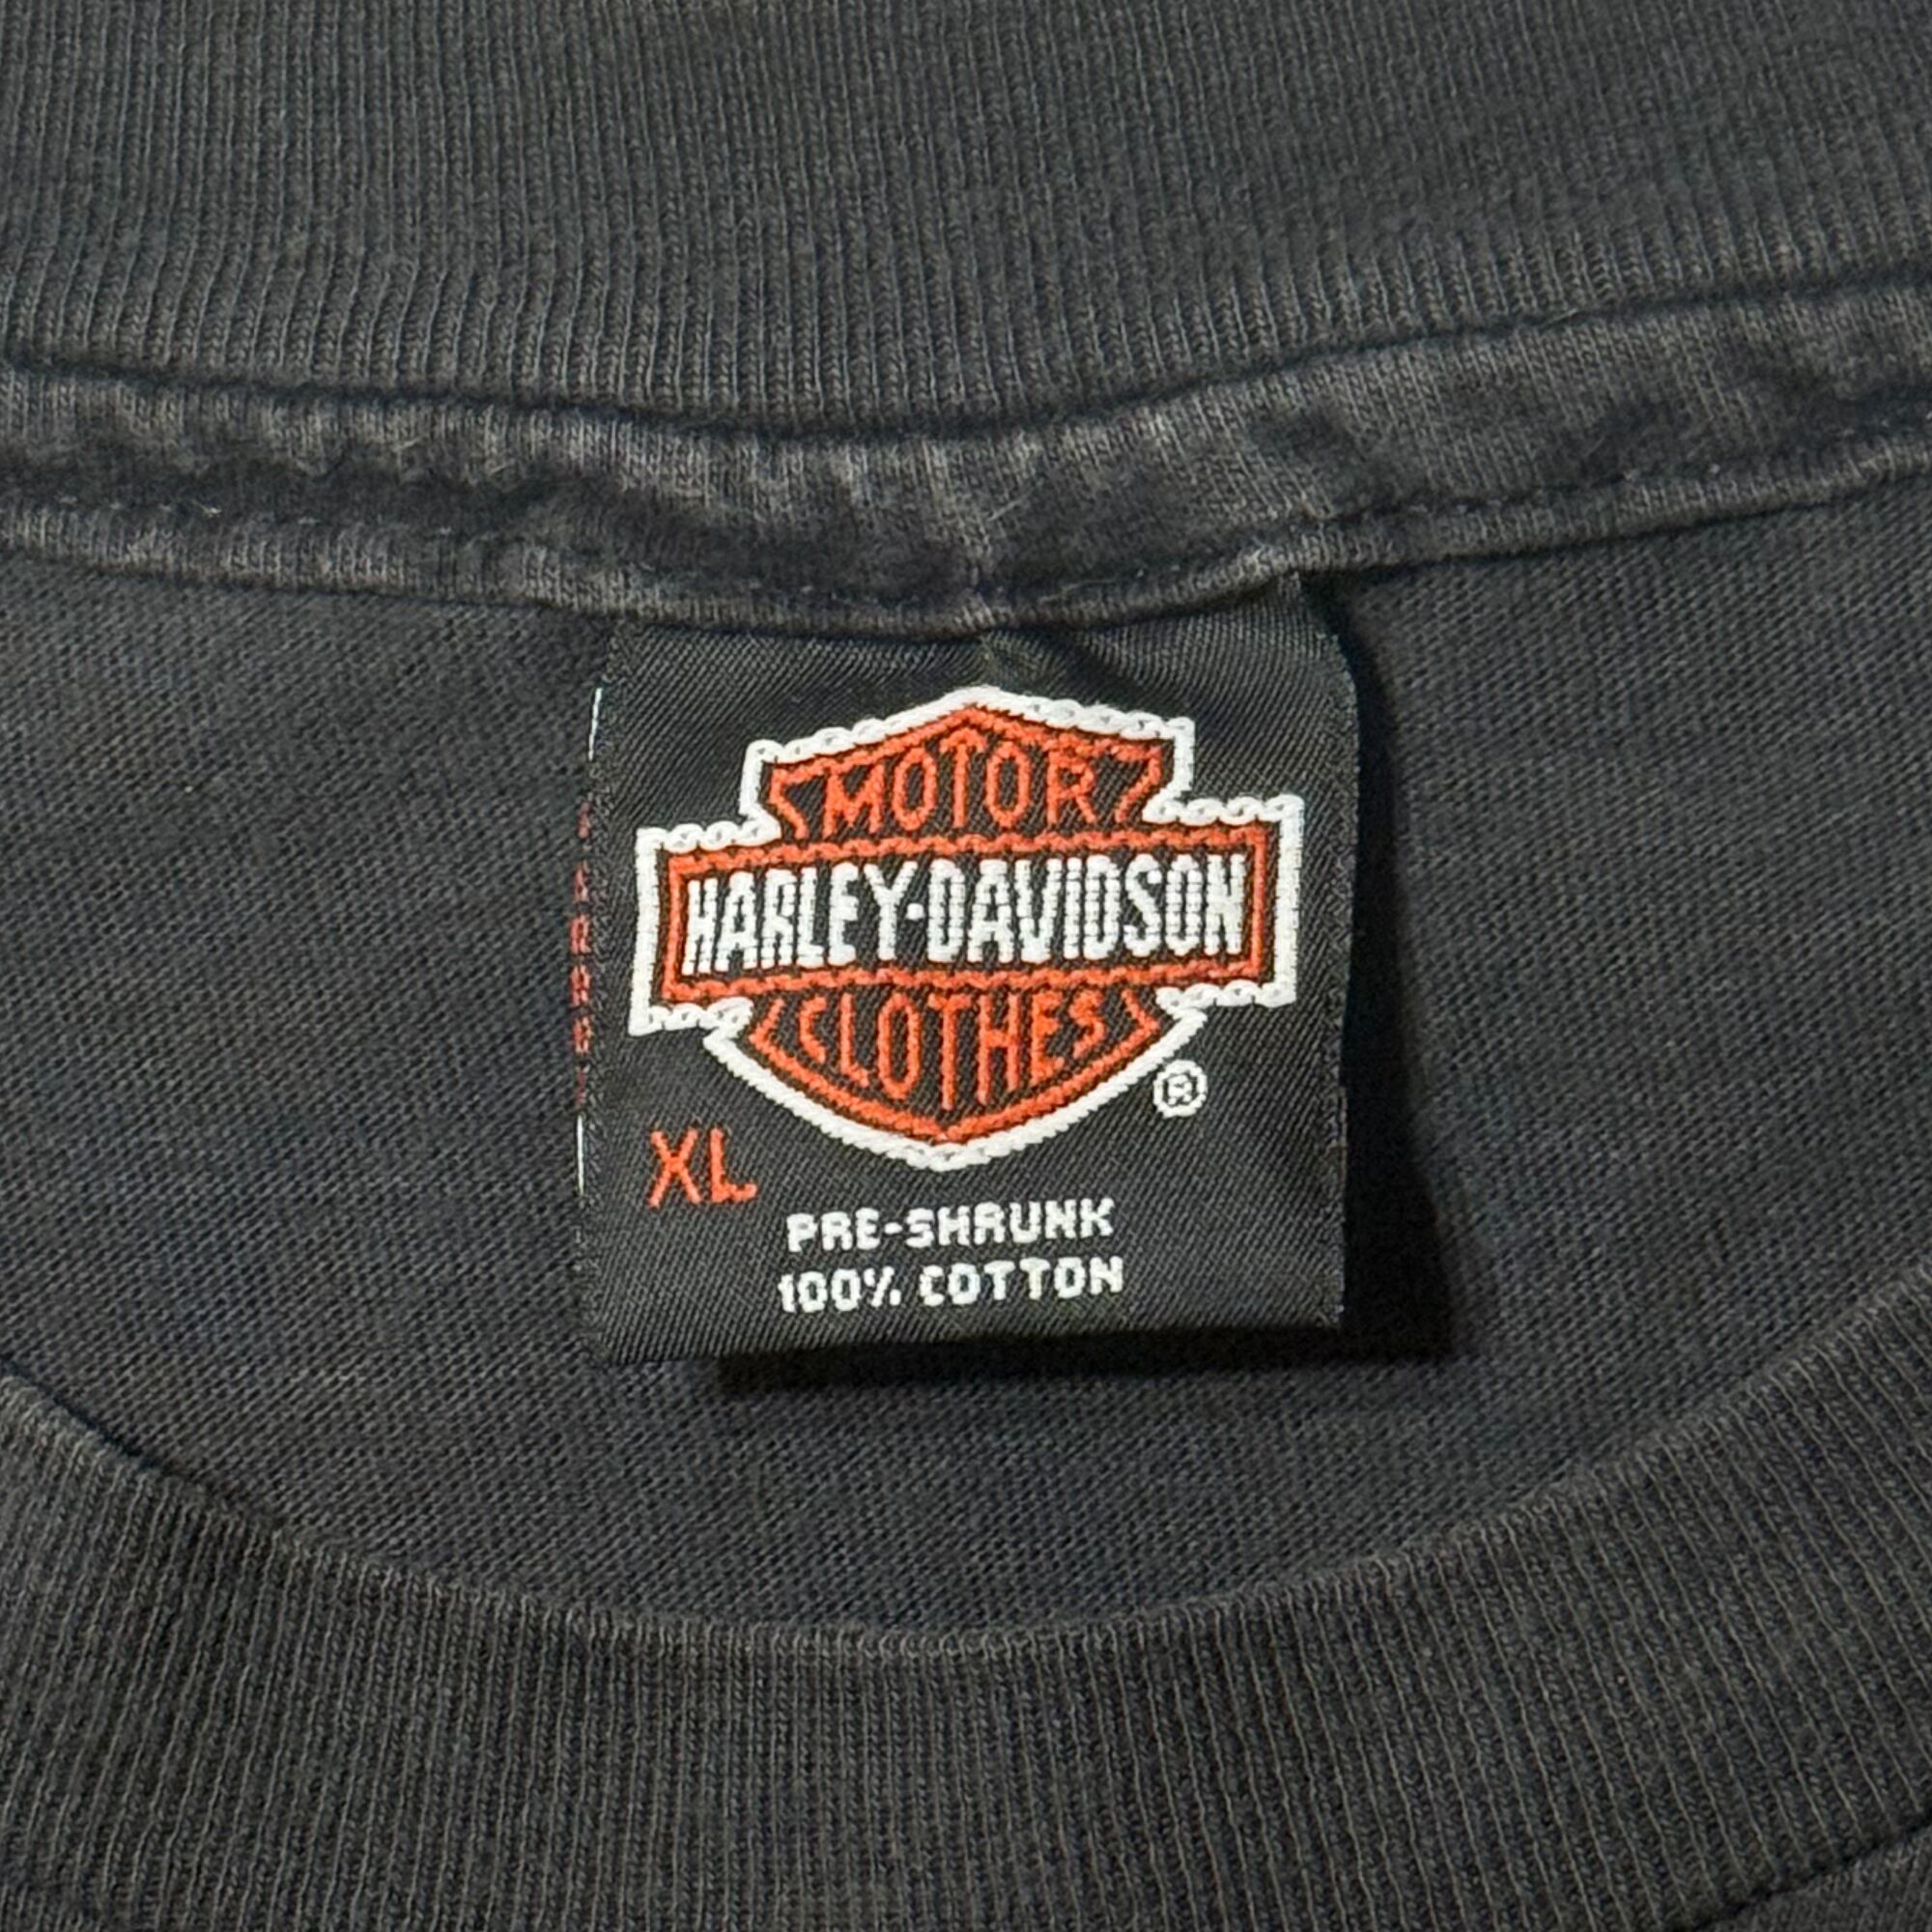 MOTOR
HARLEY-DAVIDSON
CLOTHES
®
XL
PRE-SHRUNK
100% COTTON